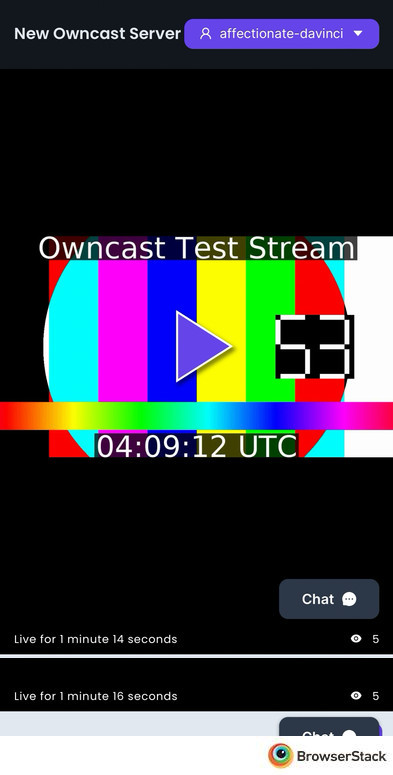 New Owncast Server
affectionate-davinci
Owncast Test Stream
53
04:09:12 UTC
Chat
Live for 1 minute 14 seconds
5
Live for 1 minute 16 seconds
5
Chat
BrowserStack